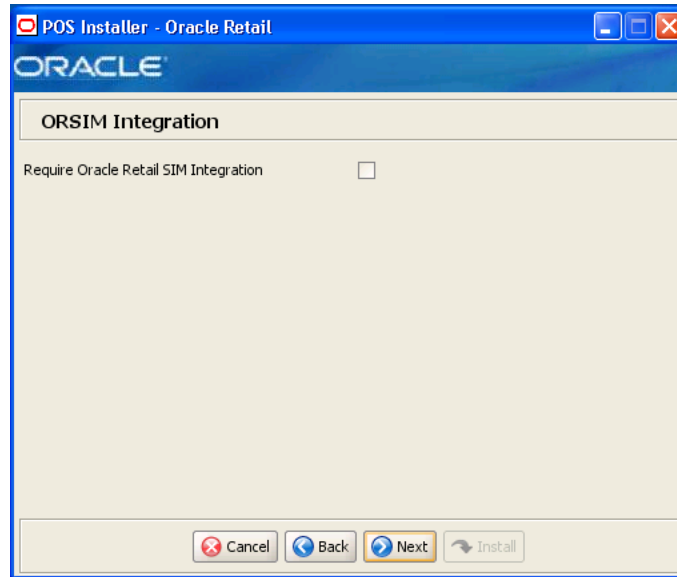 POS Installer - Oracle Retail
ORACLE
ORSIM Integration
Require Oracle Retail SIM Integration
Cancel Back Next Install